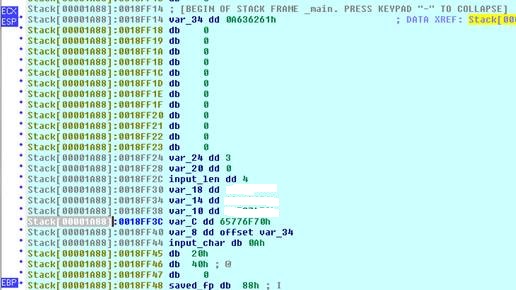 ECX
ESP
Stack[00001A88]:0018FF14 ; [BEGIN OF STACK FRAME _main. PRESS KEYPAD "-" TO COLLAPSE]
Stack[00001A88]:0018FF14 var_34 dd 0A636261h ; DATA XREF: Stack[00
Stack[00001A88]:0018FF18 db 0
Stack[00001A88]:0018FF19 db 0
Stack[00001A88]:0018FF1A db 0
Stack[00001A88]:0018FF1B db 0
Stack[00001A88]:0018FF1C db 0
Stack[00001A88]:0018FF1D db 0
Stack[00001A88]:0018FF1E db 0
Stack[00001A88]:0018FF1F db 0
Stack[00001A88]:0018FF20 db 0
Stack[00001A88]:0018FF21 db 0
Stack[00001A88]:0018FF22 db 0
Stack[00001A88]:0018FF23 db 0
Stack[00001A88]:0018FF24 var_24 dd 3
Stack[00001A88]:0018FF28 var_20 dd 0
Stack[00001A88]:0018FF2C input_len dd 4
Stack[00001A88]:0018FF30 var_18 dd
Stack[00001A88]:0018FF34 var_14 dd
Stack[00001A88]:0018FF38 var_10 dd
Stack[00001A88]:0018FF3C var_C dd 65776F70h
Stack[00001A88]:0018FF40 var_8 dd offset var_34
Stack[00001A88]:0018FF44 input_char db 0Ah
Stack[00001A88]:0018FF45 db 20h
Stack[00001A88]:0018FF46 db 40h ; @
Stack[00001A88]:0018FF47 db 0
EBP
Stack[00001A88]:0018FF48 saved_fp db 88h ;